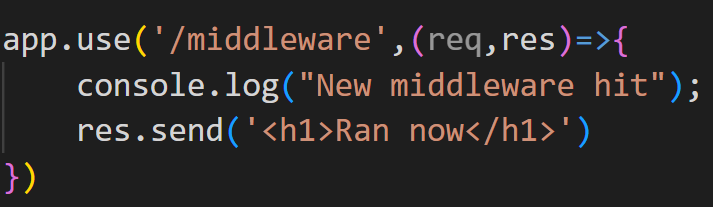 app.use('/middleware',(req,res)=>{
    console.log("New middleware hit");
    res.send('<h1>Ran now</h1>')
})